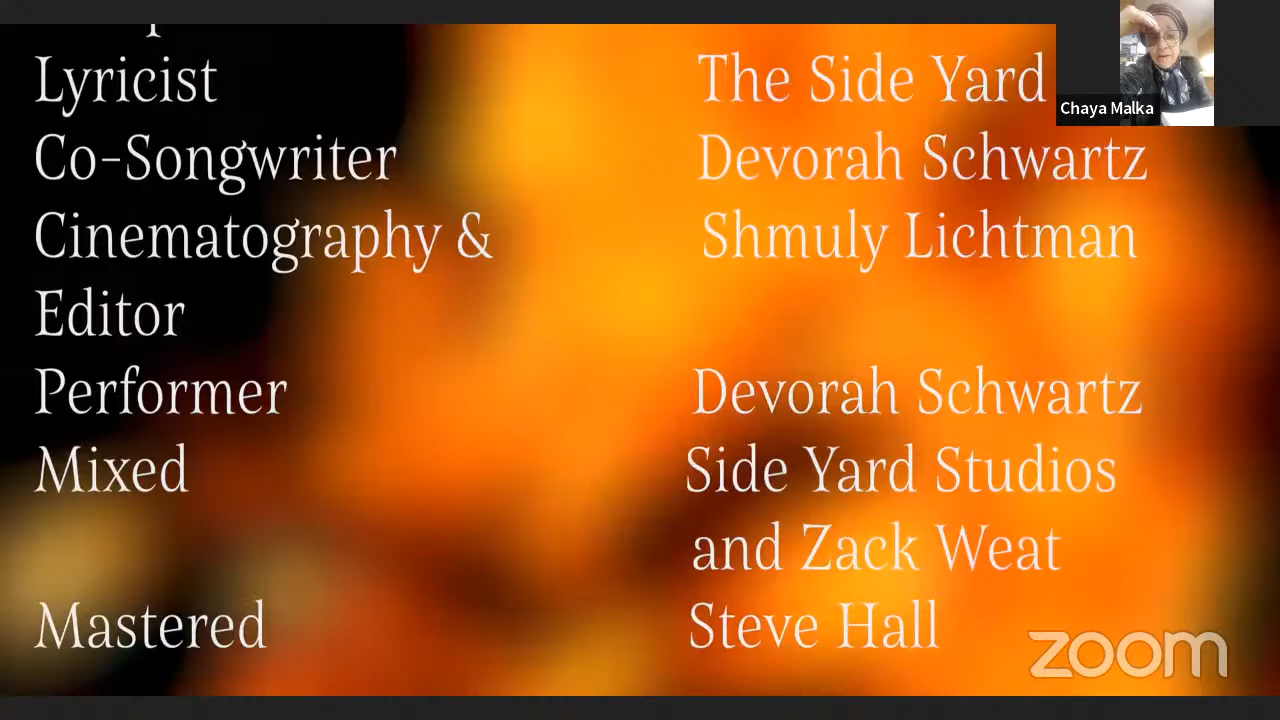 Lyricist The Side Yard
Co-Songwriter Devorah Schwartz
Cinematography & Shmuly Lichtman
Editor
Performer Devorah Schwartz
Mixed Side Yard Studios
and Zack Weat
Mastered Steve Hall
Chaya Malka
zoom